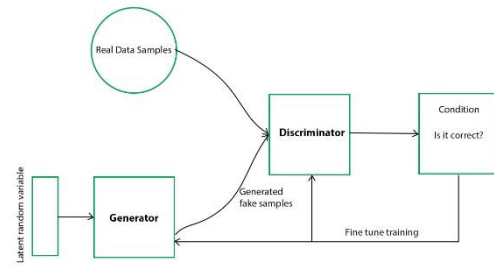 Real Data Samples
Condition
Is it correct?
Discriminator
Latent random variable
Generator
Generated
fake samples
Fine tune training